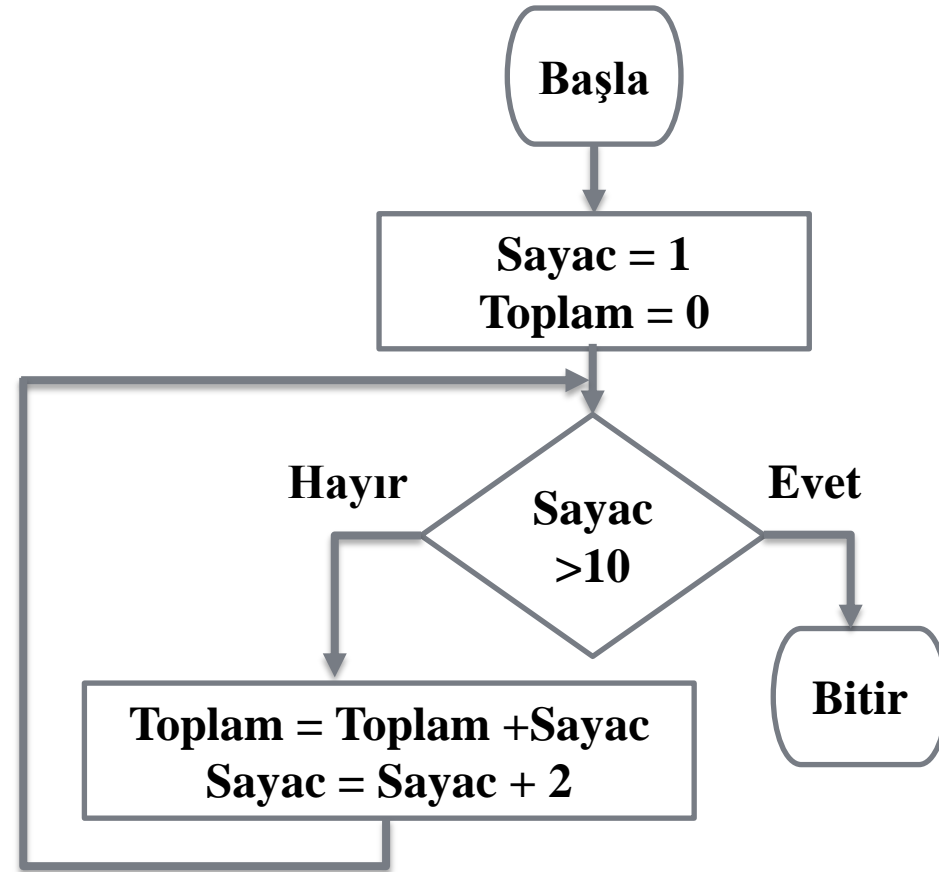 Başla
Sayac = 1
Toplam = 0
Hayır
Evet
Sayac
>10
Toplam = Toplam +Sayac
Sayac = Sayac + 2
Bitir